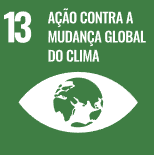 13 AÇÃO CONTRA A
MUDANÇA GLOBAL
DO CLIMA